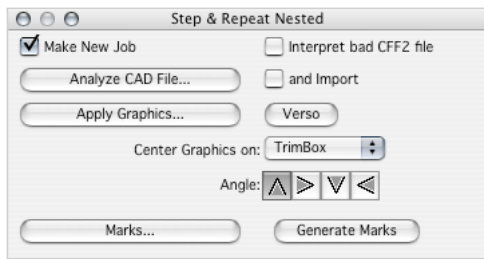 Step & Repeat Nested
Make New Job
Interpret bad CFF2 file
Analyze CAD File...
and Import
Apply Graphics...
Verso
Center Graphics on: TrimBox
Angle:
Marks...
Generate Marks